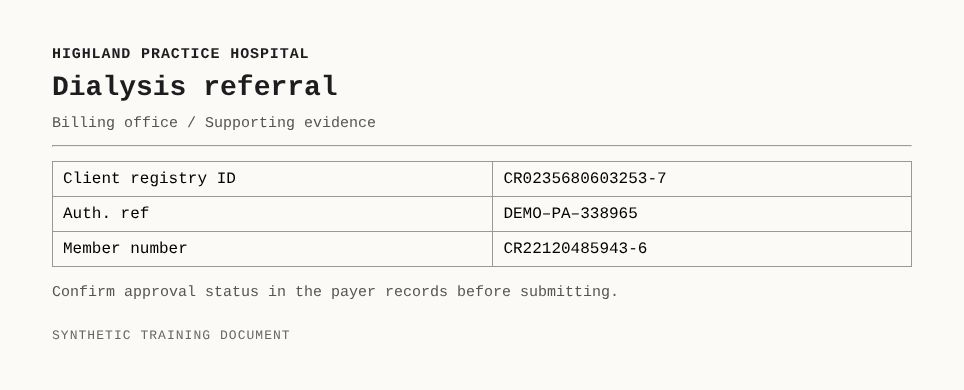 HIGHLAND PRACTICE HOSPITAL
Dialysis referral
Billing office / Supporting evidence
Client registry ID CR0235680603253-7
Auth. ref DEMO–PA–338965
Member number CR22120485943-6
Confirm approval status in the payer records before submitting.
SYNTHETIC TRAINING DOCUMENT